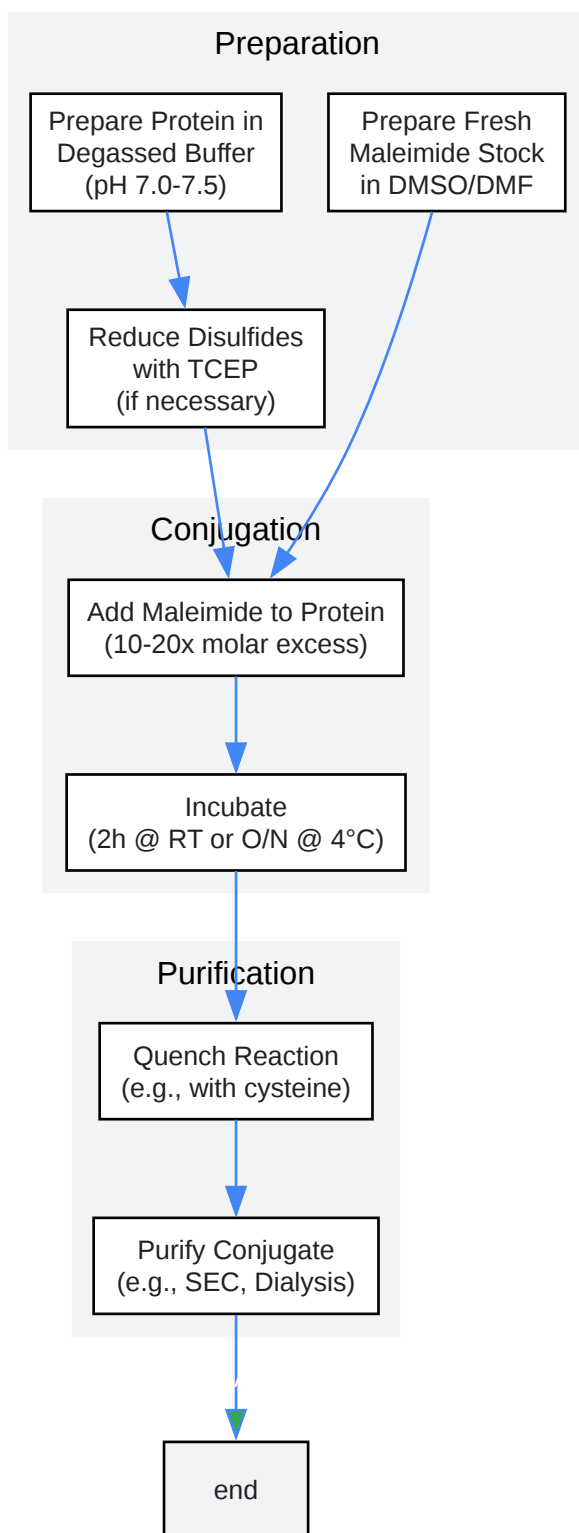 Preparation
Prepare Protein in
Degassed Buffer
(pH 7.0-7.5)
Prepare Fresh
Maleimide Stock
in DMSO/DMF
Reduce Disulfides
with TCEP
(if necessary)
Conjugation
Add Maleimide to Protein
(10-20x molar excess)
Incubate
(2h @ RT or O/N @ 4°C)
Purification
Quench Reaction
(e.g., with cysteine)
Purify Conjugate
(e.g., SEC, Dialysis)
end